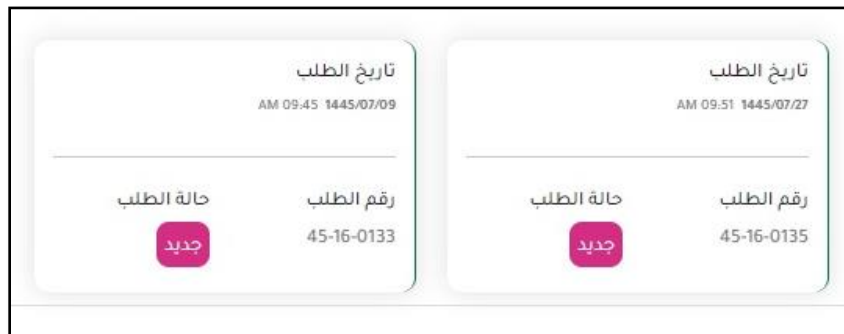 تاريخ الطلب
1445/07/27 09:51 AM
رقم الطلب
حالة الطلب
45-16-0135
جديد
تاريخ الطلب
1445/07/09 09:45 AM
رقم الطلب
حالة الطلب
45-16-0133
جديد